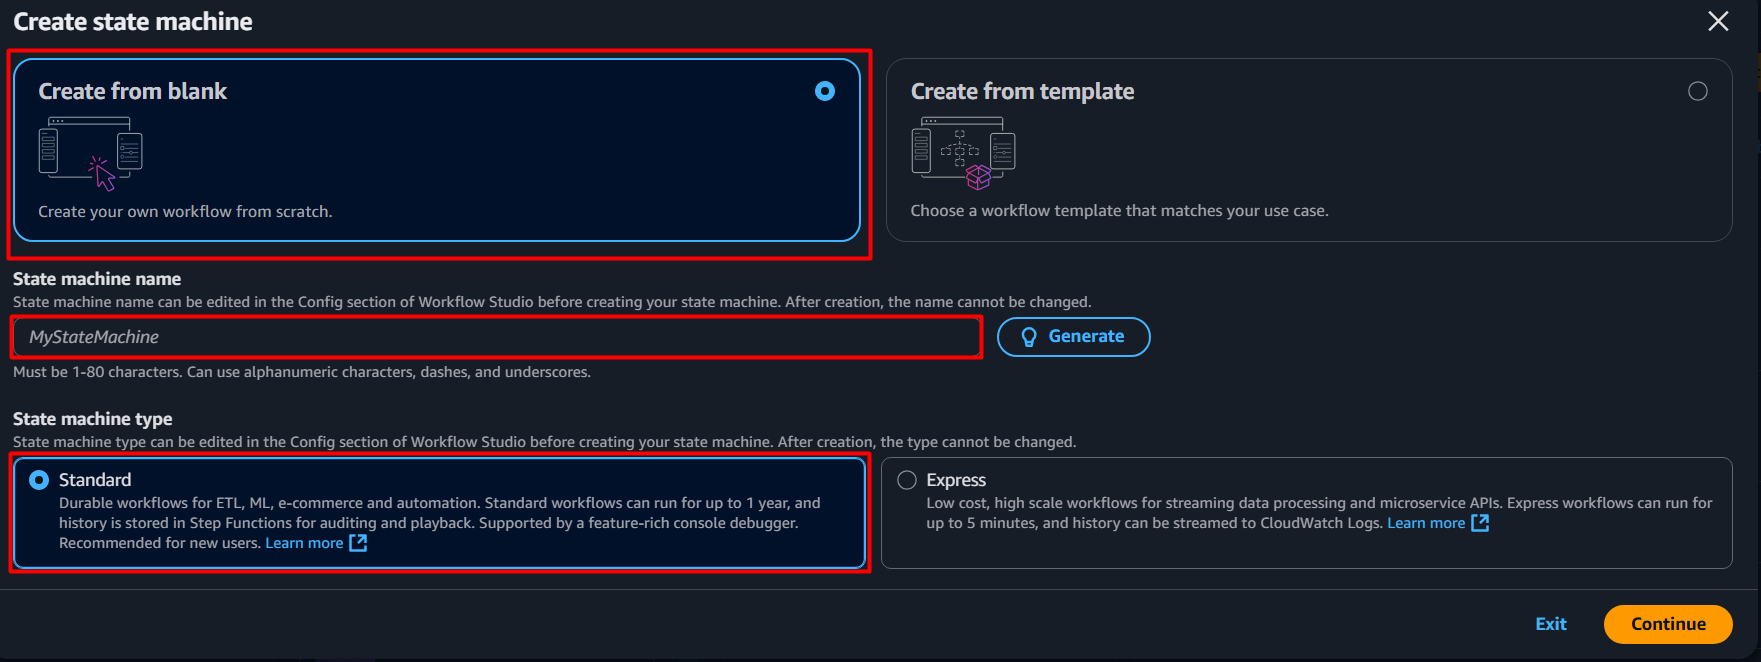 Create state machine
Create from blank
Create your own workflow from scratch.
Create from template
Choose a workflow template that matches your use case.
State machine name
State machine name can be edited in the Config section of Workflow Studio before creating your state machine. After creation, the name cannot be changed.
MyStateMachine
Generate
Must be 1-80 characters. Can use alphanumeric characters, dashes, and underscores.
State machine type
State machine type can be edited in the Config section of Workflow Studio before creating your state machine. After creation, the type cannot be changed.
Standard
Durable workflows for ETL, ML, e-commerce and automation. Standard workflows can run for up to 1 year, and
history is stored in Step Functions for auditing and playback. Supported by a feature-rich console debugger.
Recommended for new users. Learn more
Express
Low cost, high scale workflows for streaming data processing and microservice APIs. Express workflows can run for
up to 5 minutes, and history can be streamed to CloudWatch Logs. Learn more
Exit
Continue